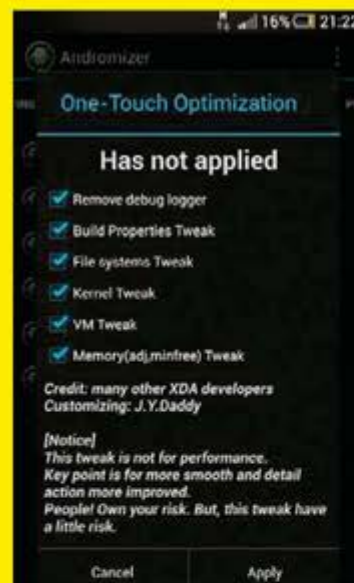 16% 21:22
Andromizer
One-Touch Optimization
Has not applied
Remove debug logger
Build Properties Tweak
File systems Tweak
Kernel Tweak
VM Tweak
Memory(adj,minfree) Tweak
Credit: many other XDA developers
Customizing: J.Y.Daddy
[Notice]
This tweak is not for performance.
Key point is for more smooth and detail
action more improved.
People! Own your risk. But, this tweak have
a little risk.
Cancel Apply